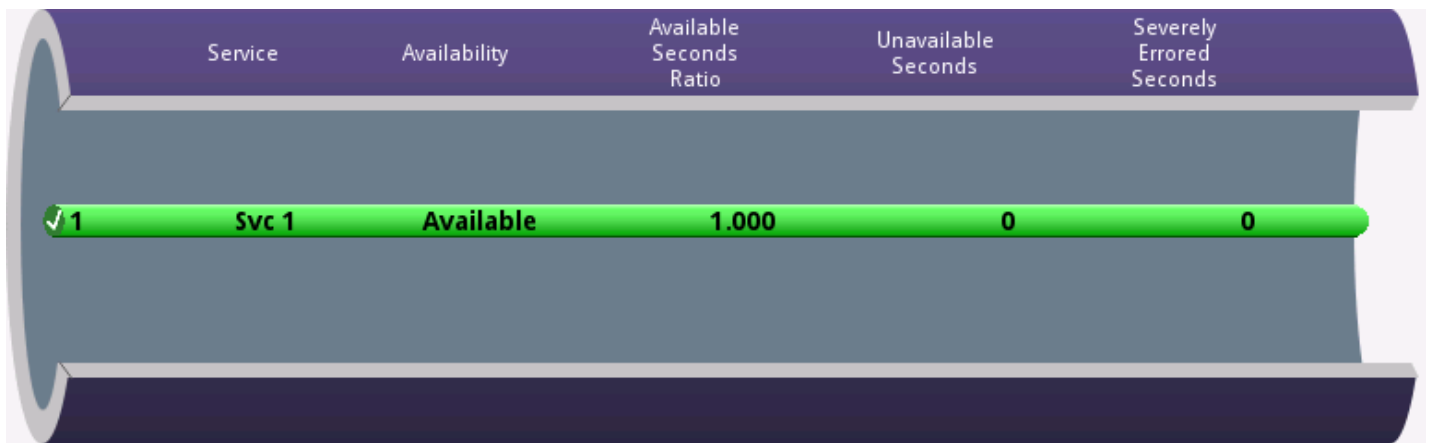 Service Availability Available Seconds Ratio Unavailable Seconds Severely Errored Seconds
1 Svc 1 Available 1.000 0 0